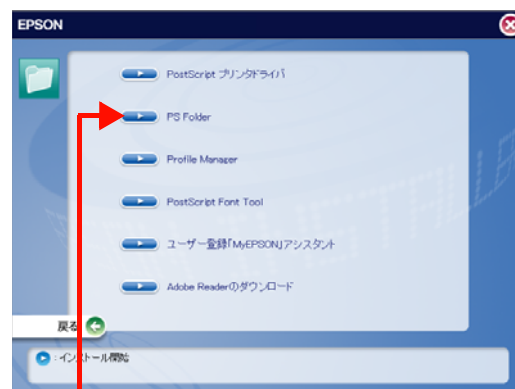 EPSON
PostScript プリンタドライバ
PS Folder
Profile Manager
PostScript Font Tool
ユーザー登録「MyEPSON」アシスタント
Adobe Readerのダウンロード
戻る
:インストール開始